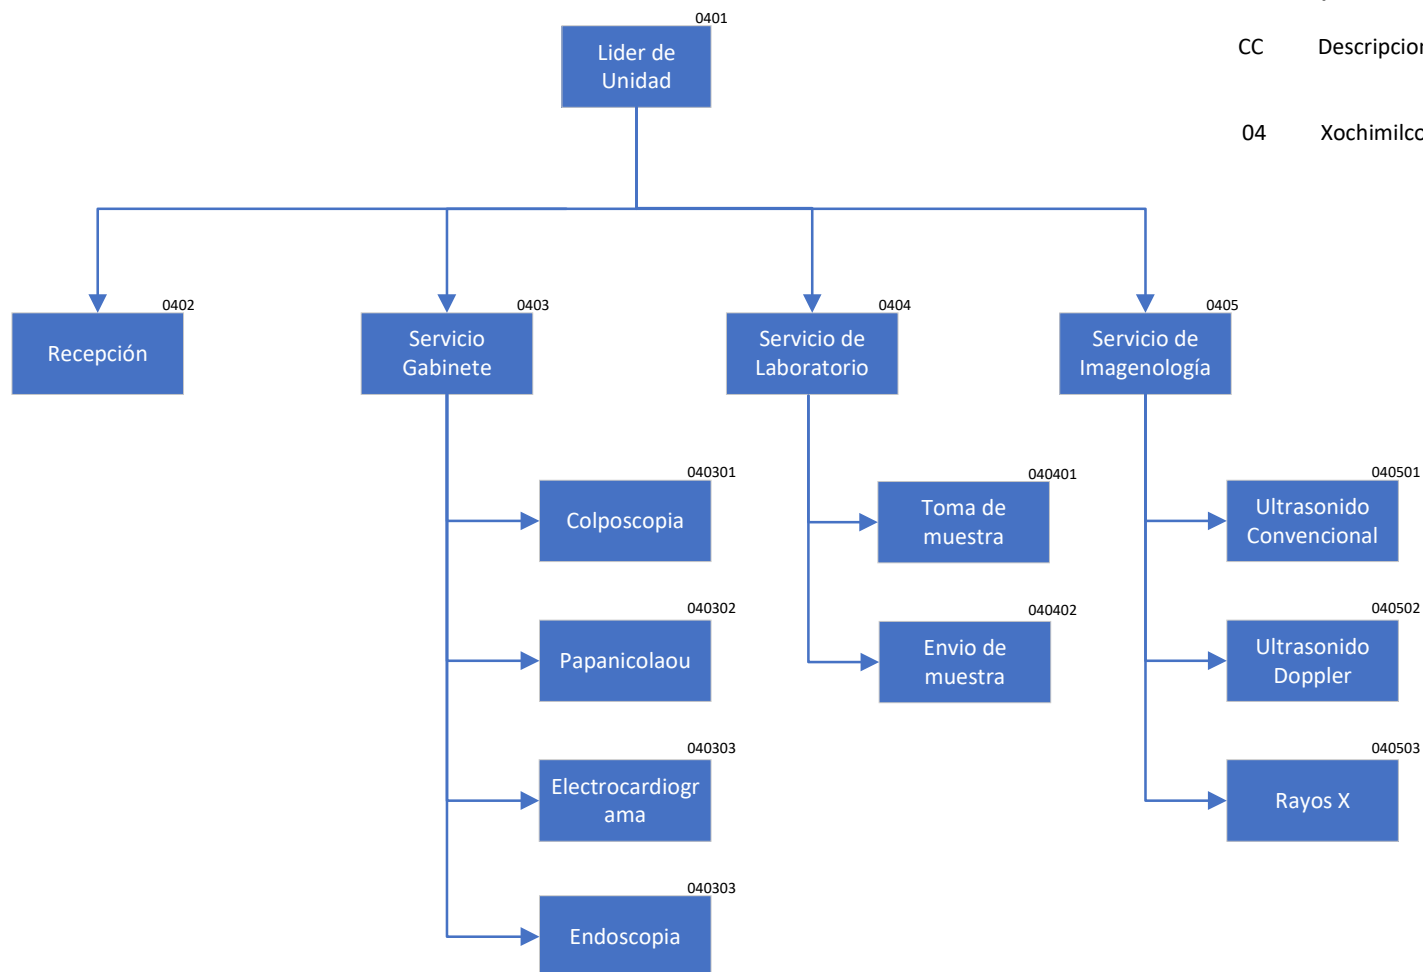 0401
Lider de
Unidad
CC Descripcion
04 Xochimilco
0402
Recepción
0403
Servicio
Gabinete
0404
Servicio de
Laboratorio
0405
Servicio de
Imagenología
040301
Colposcopia
040401
Toma de
muestra
040501
Ultrasonido
Convencional
040302
Papanicolaou
040402
Envio de
muestra
040502
Ultrasonido
Doppler
040303
Electrocardiogr
ama
040503
Rayos X
040303
Endoscopia